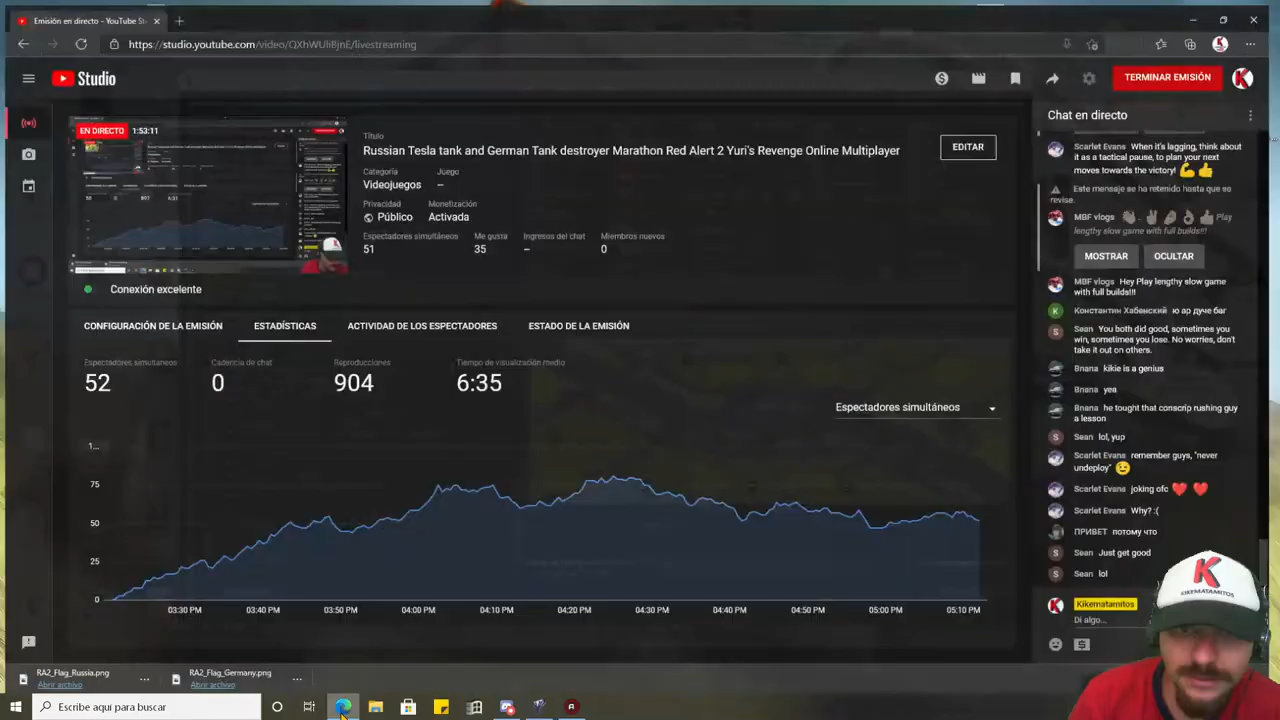 Emisión en directo - YouTube St
https://studio.youtube.com/video/QXhWUliBjnE/livestreaming
Studio
TERMINAR EMISIÓN
EN DIRECTO 1:53:11
Título
Russian Tesla tank and German Tank destroyer Marathon Red Alert 2 Yuri's Revenge Online Multiplayer
EDITAR
Categoría Juego
Videojuegos –
Privacidad Monetización
Público Activada
Espectadores simultáneos Me gusta Ingresos del chat Miembros nuevos
51 35 – 0
Conexión excelente
CONFIGURACIÓN DE LA EMISIÓN ESTADÍSTICAS ACTIVIDAD DE LOS ESPECTADORES ESTADO DE LA EMISIÓN
Espectadores simultáneos Cadencia de chat Reproducciones Tiempo de visualización medio
52 0 904 6:35
Espectadores simultáneos
1...
75
50
25
0
03:30 PM 03:40 PM 03:50 PM 04:00 PM 04:10 PM 04:20 PM 04:30 PM 04:40 PM 04:50 PM 05:00 PM 05:10 PM
Chat en directo
Scarlet Evans When it's lagging, think about
it as a tactical pause, to plan your next
moves towards the victory! 💪 👍
Este mensaje se ha retenido hasta que se
revise.
MBF vlogs Play
lengthy slow game with full builds!!!
MOSTRAR OCULTAR
MBF vlogs Hey Play lengthy slow game
with full builds!!!
Константин Хабенский ю ар дуче баг
Sean You both did good, sometimes you
win, sometimes you lose. No worries, don't
take it out on others.
Bnana kikie is a genius
Bnana yea
Bnana he tought that conscrip rushing guy
a lesson
Sean lol, yup
Scarlet Evans remember guys, "never
undeploy" 😉
Scarlet Evans joking ofc ❤ ❤
Scarlet Evans Why? :(
ПРИВЕТ потому что
Sean Just get good
Sean lol
Kikematamitos
Di algo...
K
KIKEMATAMITOS
RA2_Flag_Russia.png
Abrir archivo
RA2_Flag_Germany.png
Abrir archivo
Escribe aquí para buscar